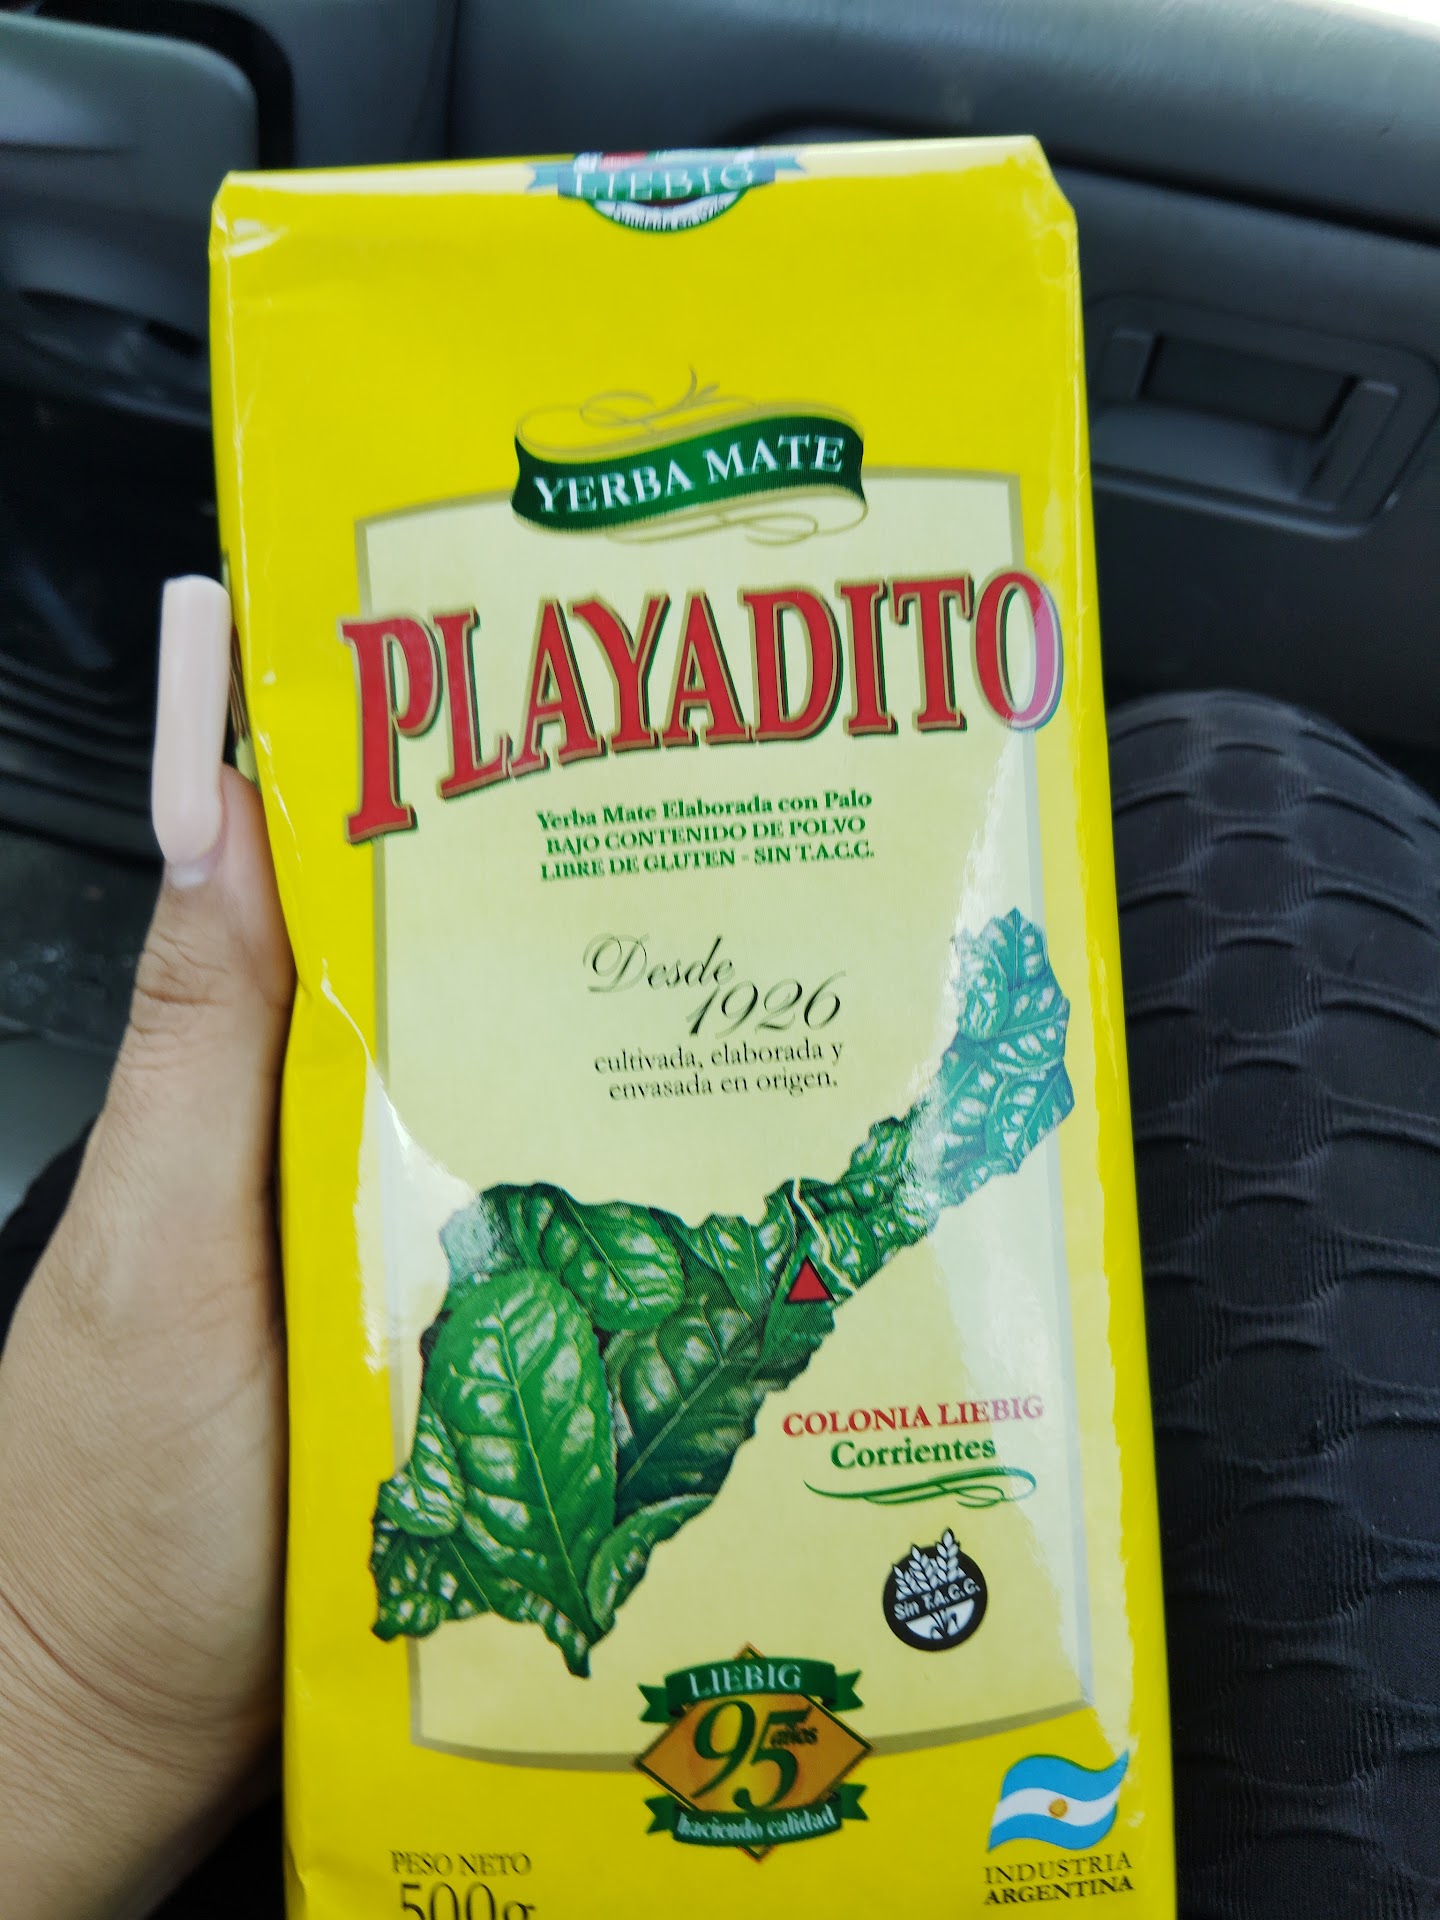 LIEBIG
YERBA MATE
PLAYADITO
Yerba Mate Elaborada con Palo
BAJO CONTENIDO DE POLVO
LIBRE DE GLUTEN - SIN T.A.C.C.
Desde
1926
cultivada, elaborada y
envasada en origen.
COLONIA LIEBIG
Corrientes
Sin T.A.C.C.
LIEBIG
95 años
haciendo calidad
INDUSTRIA
ARGENTINA
PESO NETO
500g